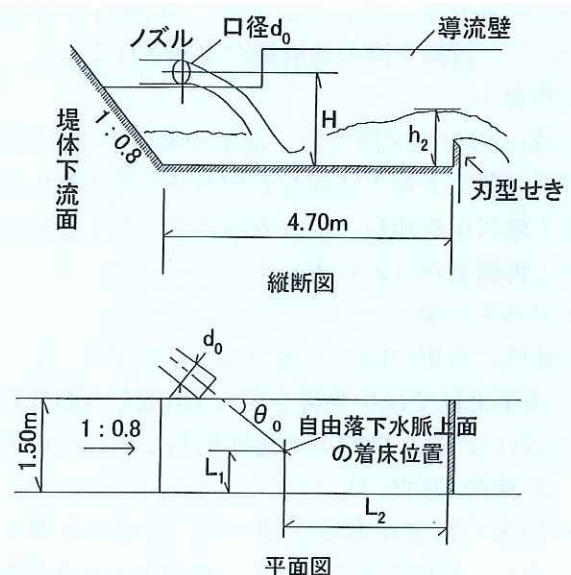 ノズル
口径d₀
導流壁
堤体下流面
1：0.8
H
h₂
刃型せき
4.70m
縦断図
d₀
θ₀
自由落下水脈上面
の着床位置
1：0.8
1.50m
L₁
L₂
平面図